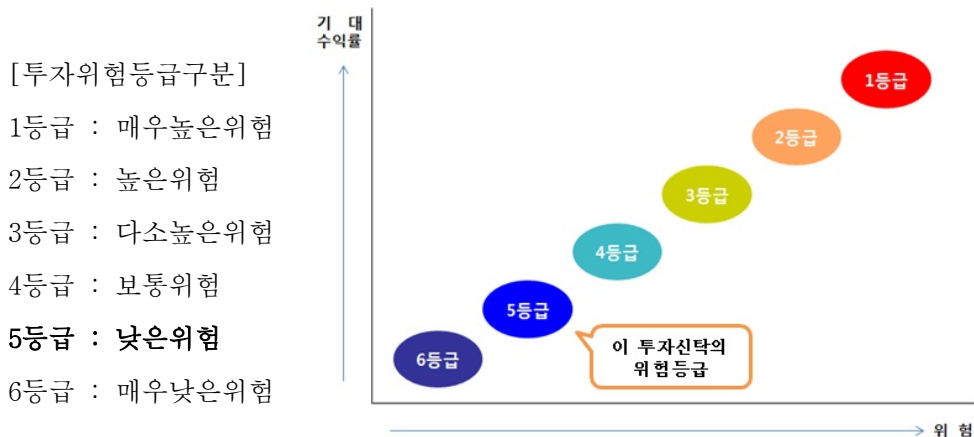 [투자위험등급구분]
1등급 : 매우높은위험
2등급 : 높은위험
3등급 : 다소높은위험
4등급 : 보통위험
5등급 : 낮은위험
6등급 : 매우낮은위험
기 대
수익률
1등급
2등급
3등급
4등급
5등급
6등급
이 투자신탁의
위험등급
위 험